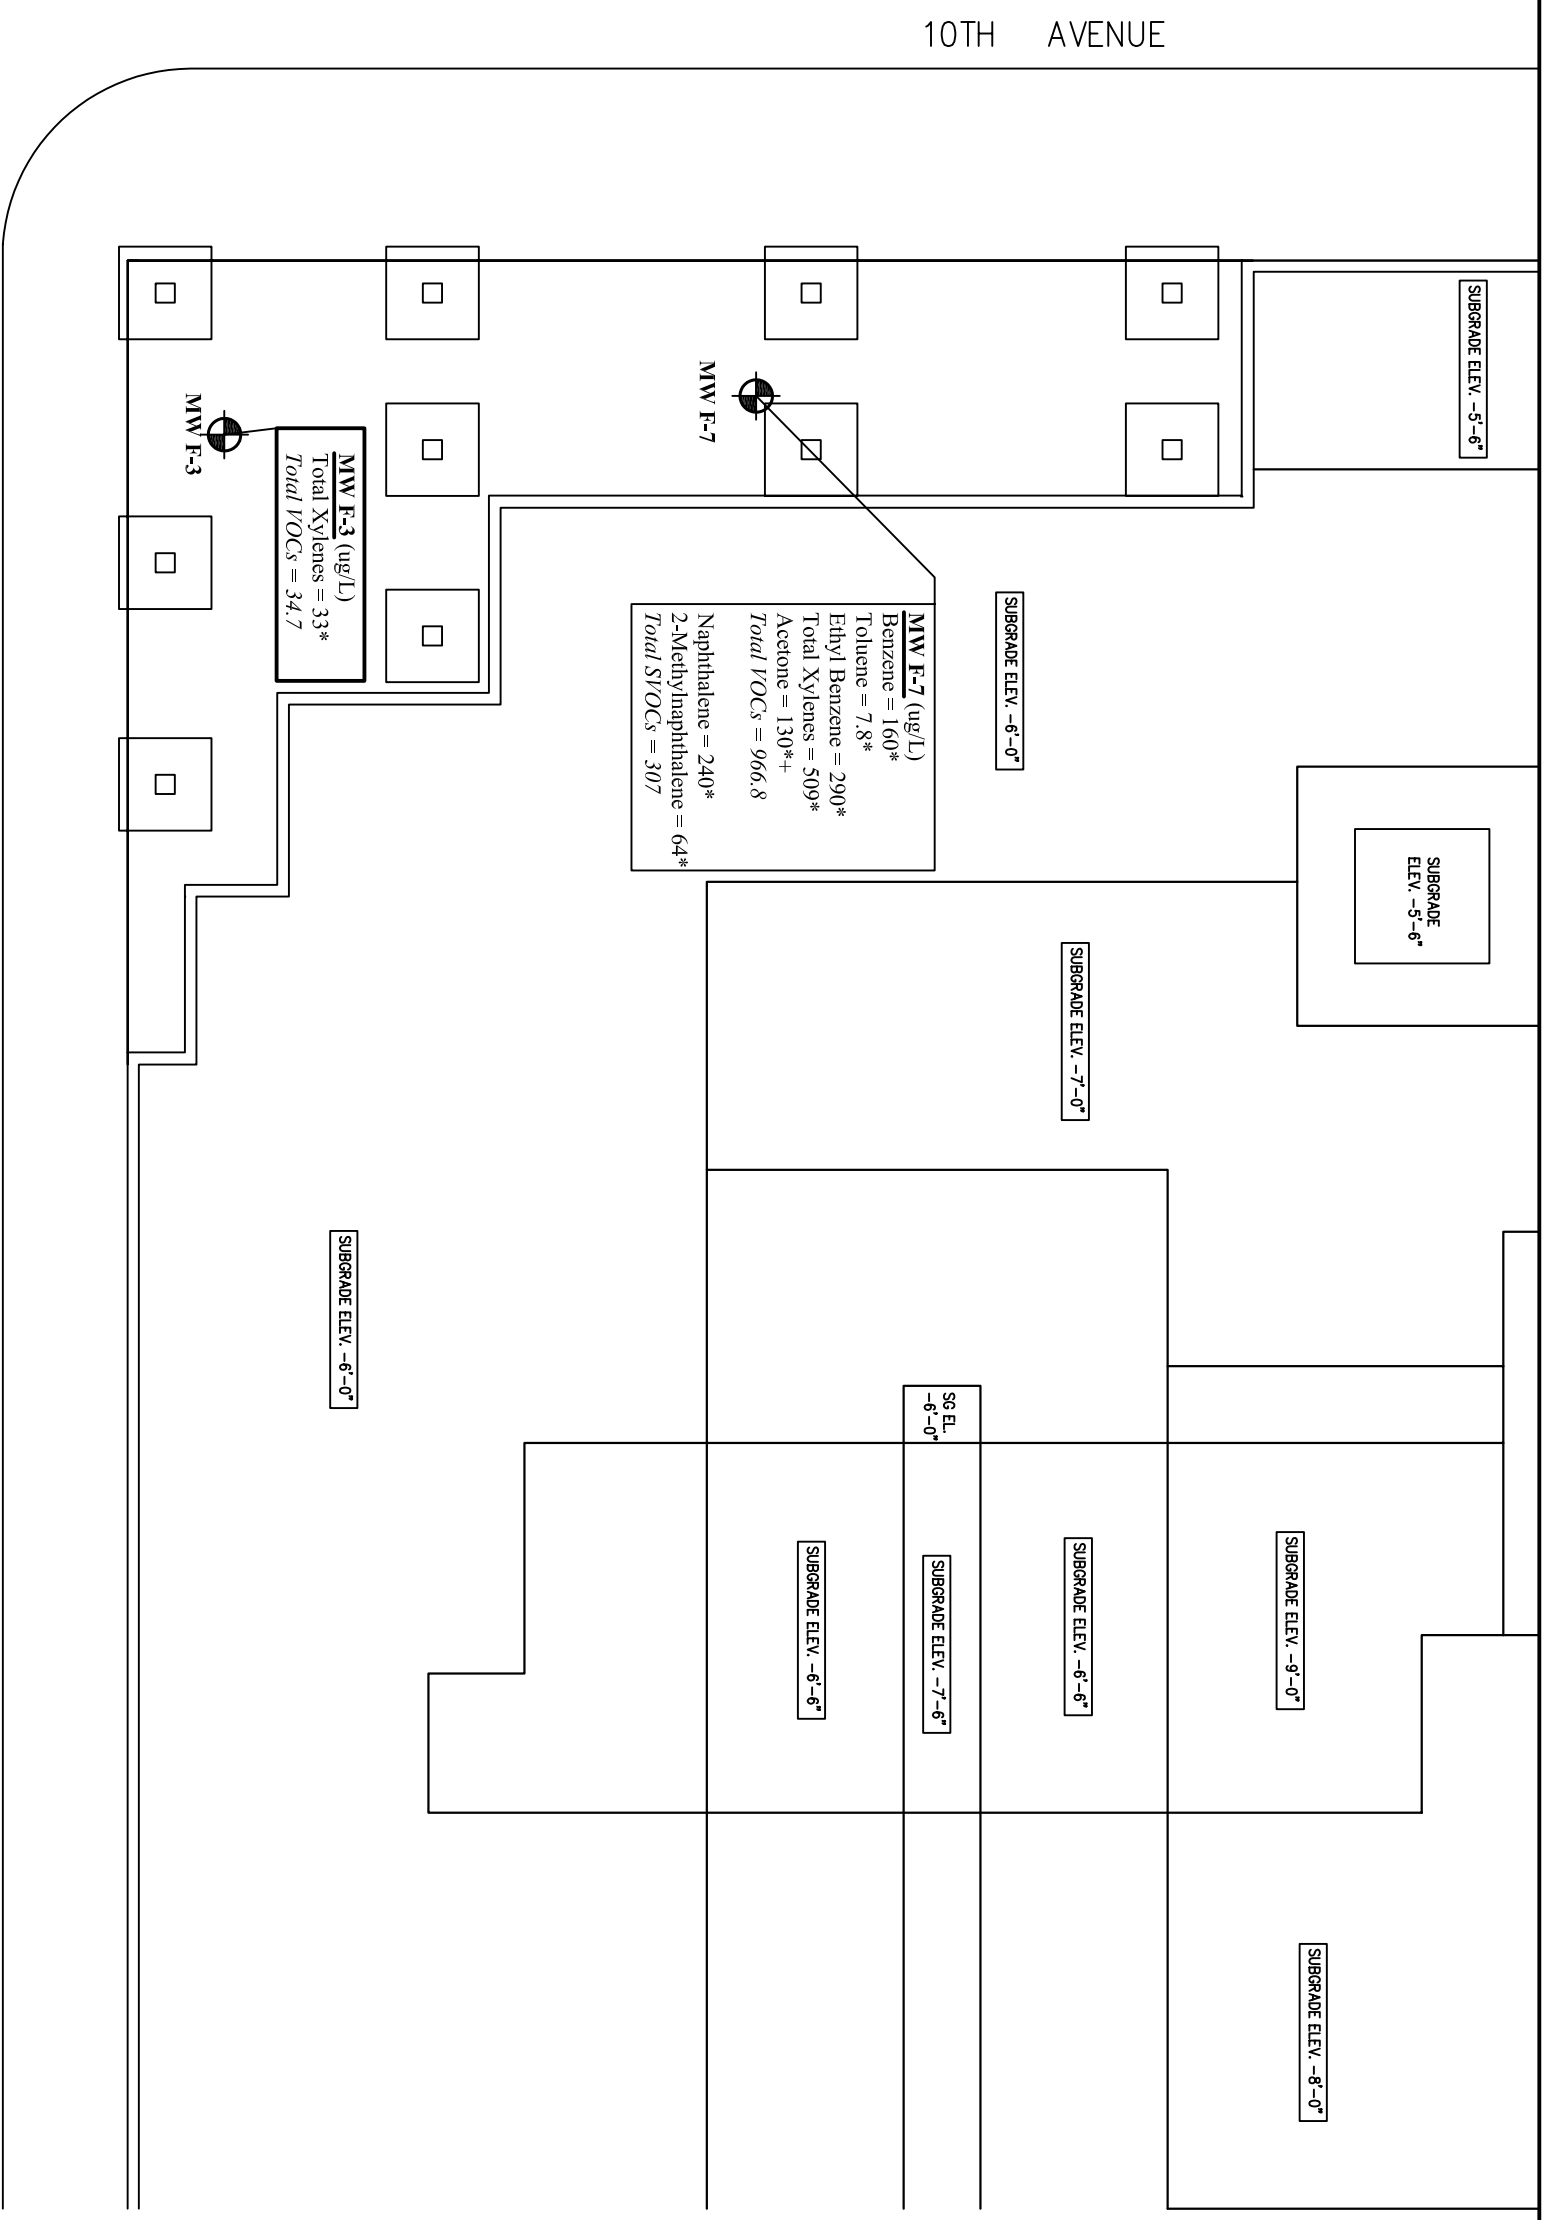 10TH AVENUE
SUBGRADE ELEV. -5'-6"
SUBGRADE
ELEV. -5'-6"
SUBGRADE ELEV. -6'-0"
MW F-7
MW F-7 (ug/L)
Benzene = 160*
Toluene = 7.8*
Ethyl Benzene = 290*
Total Xylenes = 509*
Acetone = 130*+
Total VOCs = 966.8
Naphthalene = 240*
2-Methylnaphthalene = 64*
Total SVOCs = 307
MW F-3
MW F-3 (ug/L)
Total Xylenes = 33*
Total VOCs = 34.7
SUBGRADE ELEV. -7'-0"
SUBGRADE ELEV. -6'-0"
SG EL.
-6'-0"
SUBGRADE ELEV. -9'-0"
SUBGRADE ELEV. -6'-6"
SUBGRADE ELEV. -7'-6"
SUBGRADE ELEV. -6'-6"
SUBGRADE ELEV. -8'-0"